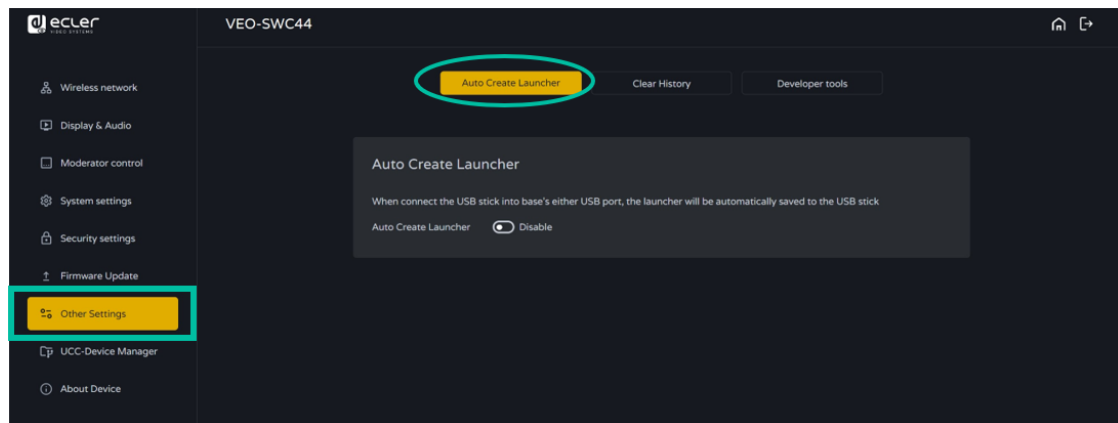 ecler
VIDEO SYSTEMS
VEO-SWC44
Wireless network
Display & Audio
Moderator control
System settings
Security settings
Firmware Update
Other Settings
UCC-Device Manager
About Device
Auto Create Launcher
Clear History
Developer tools
Auto Create Launcher
When connect the USB stick into base's either USB port, the launcher will be automatically saved to the USB stick
Auto Create Launcher Disable